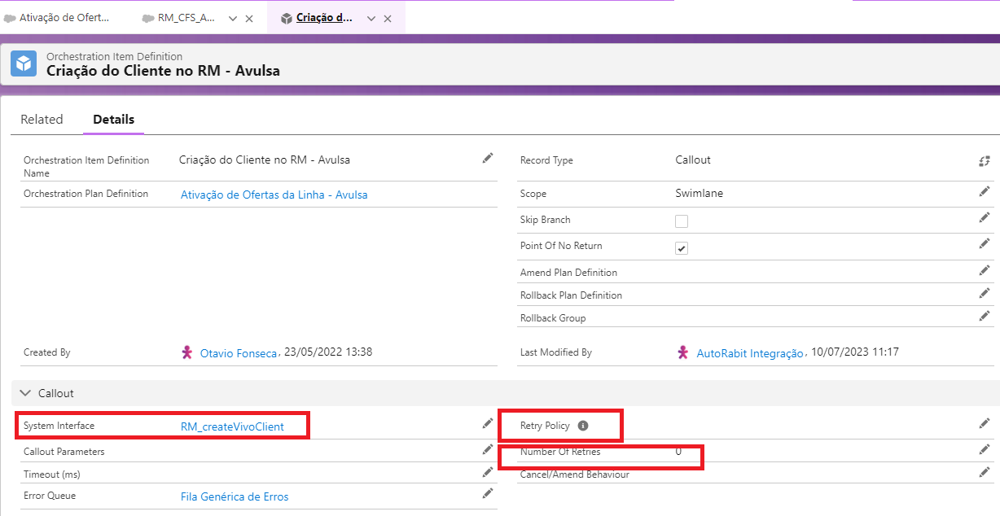 Ativação de Ofert...
RM_CFS_A...
Criação d...
Orchestration Item Definition
Criação do Cliente no RM - Avulsa
Related
Details
Orchestration Item Definition
Name
Criação do Cliente no RM - Avulsa
Record Type
Callout
Orchestration Plan Definition
Ativação de Ofertas da Linha - Avulsa
Scope
Swimlane
Skip Branch
Point Of No Return
Amend Plan Definition
Rollback Plan Definition
Rollback Group
Created By
Otavio Fonseca, 23/05/2022 13:38
Last Modified By
AutoRabit Integração, 10/07/2023 11:17
Callout
System Interface
RM_createVivoClient
Retry Policy
Callout Parameters
Number Of Retries
0
Timeout (ms)
Cancel/Amend Behaviour
Error Queue
Fila Genérica de Erros